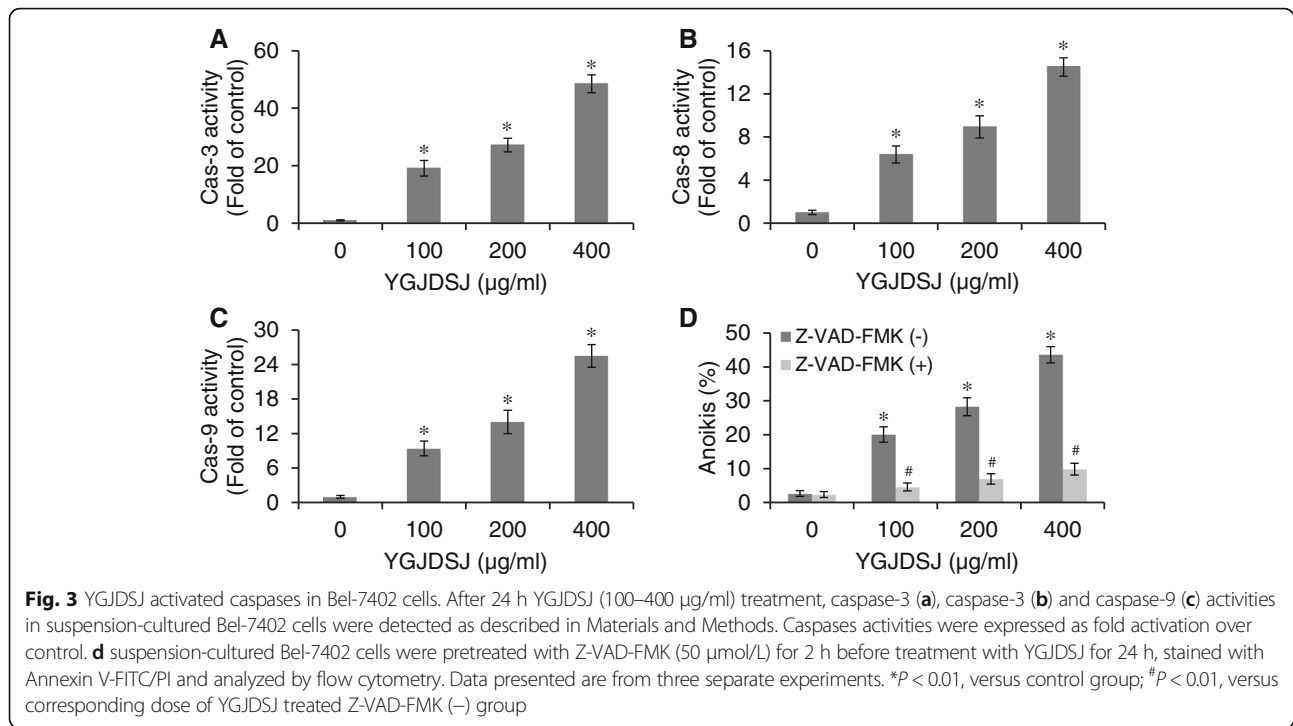 A
Cas-3 activity
(Fold of control)
60
40
20
0
*
*
*
0 100 200 400
YGJDSJ (µg/ml)
B
Cas-8 activity
(Fold of control)
16
12
8
4
0
*
*
*
0 100 200 400
YGJDSJ (µg/ml)
C
Cas-9 activity
(Fold of control)
30
24
18
12
6
0
*
*
*
0 100 200 400
YGJDSJ (µg/ml)
D
Anoikis (%)
50
40
30
20
10
0
Z-VAD-FMK (-)
Z-VAD-FMK (+)
*
*
*
#
#
#
0 100 200 400
YGJDSJ (µg/ml)
Fig. 3 YGJDSJ activated caspases in Bel-7402 cells. After 24 h YGJDSJ (100–400 µg/ml) treatment, caspase-3 (a), caspase-3 (b) and caspase-9 (c) activities
in suspension-cultured Bel-7402 cells were detected as described in Materials and Methods. Caspases activities were expressed as fold activation over
control. d suspension-cultured Bel-7402 cells were pretreated with Z-VAD-FMK (50 µmol/L) for 2 h before treatment with YGJDSJ for 24 h, stained with
Annexin V-FITC/PI and analyzed by flow cytometry. Data presented are from three separate experiments. *P < 0.01, versus control group; #P < 0.01, versus
corresponding dose of YGJDSJ treated Z-VAD-FMK (−) group